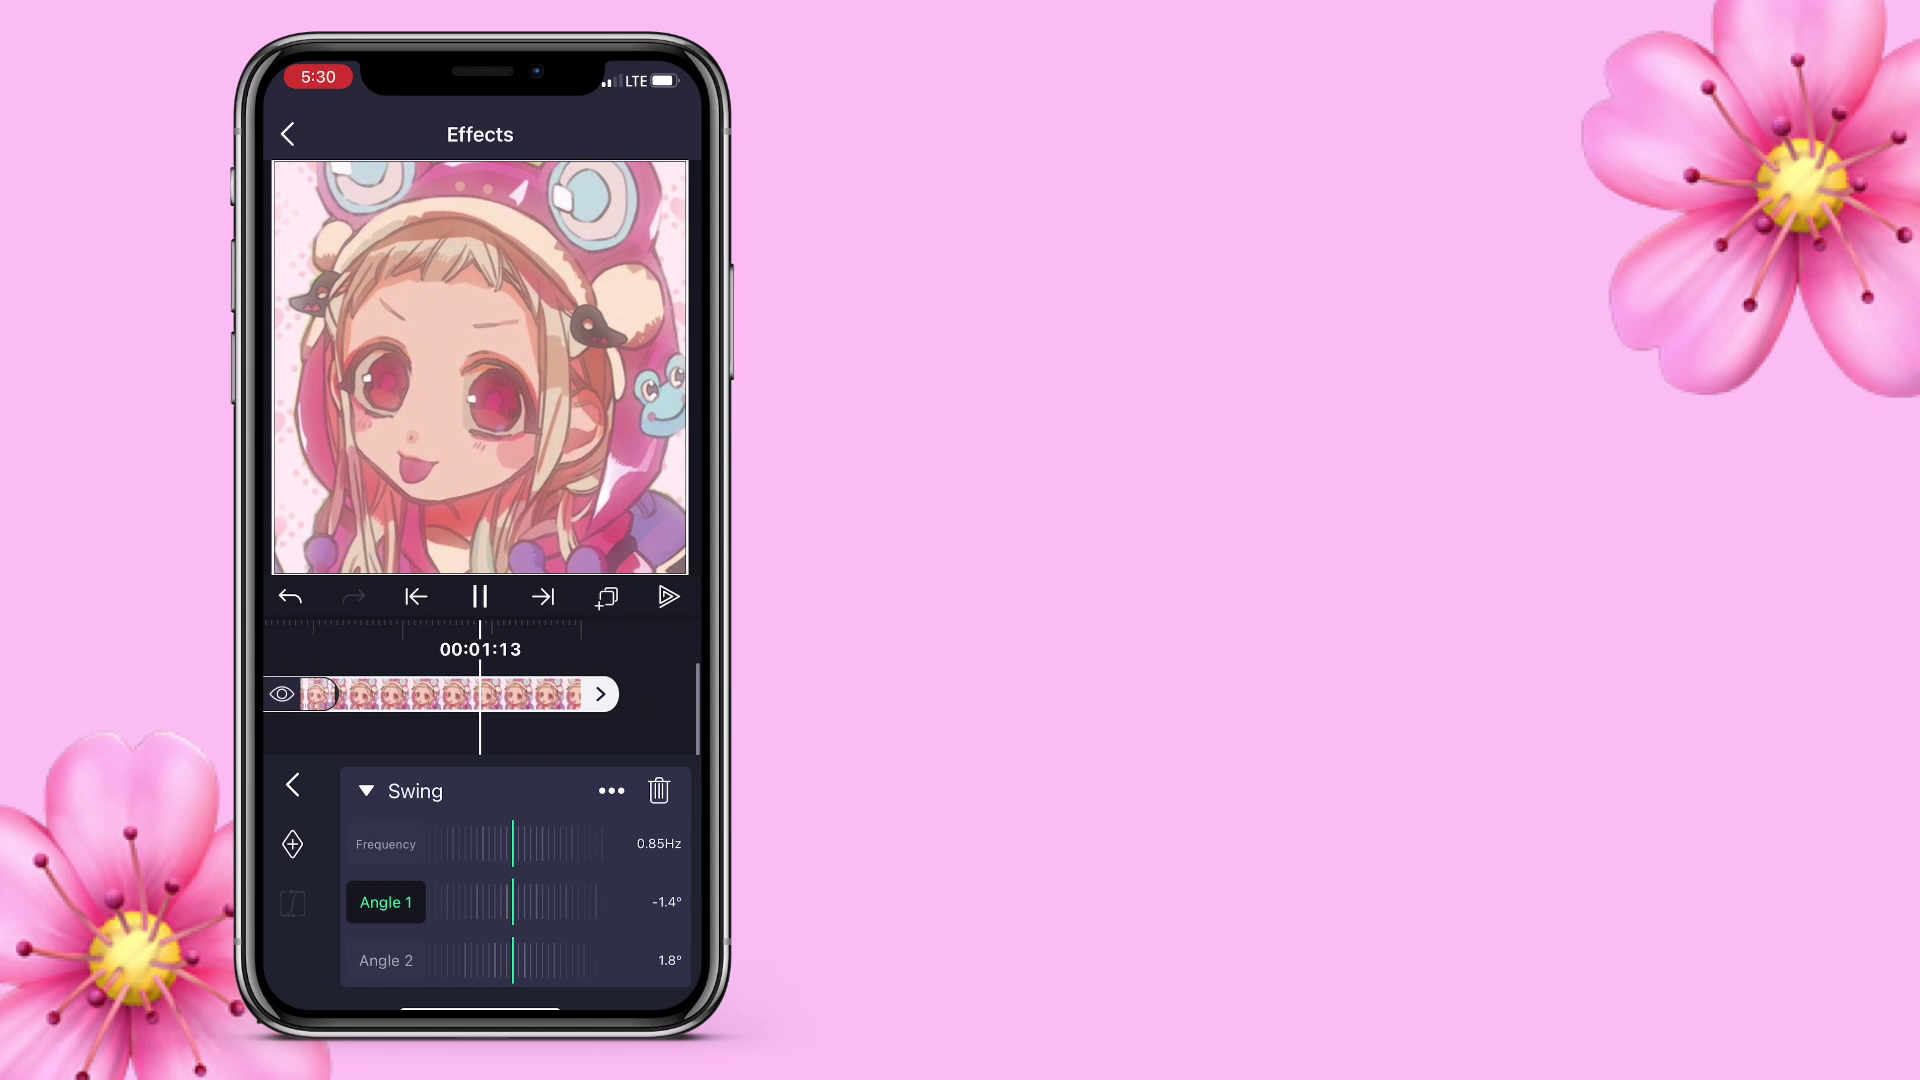 5:30
LTE
Effects
00:01:13
Swing
Frequency
0.85Hz
Angle 1
-1.4°
Angle 2
1.8°